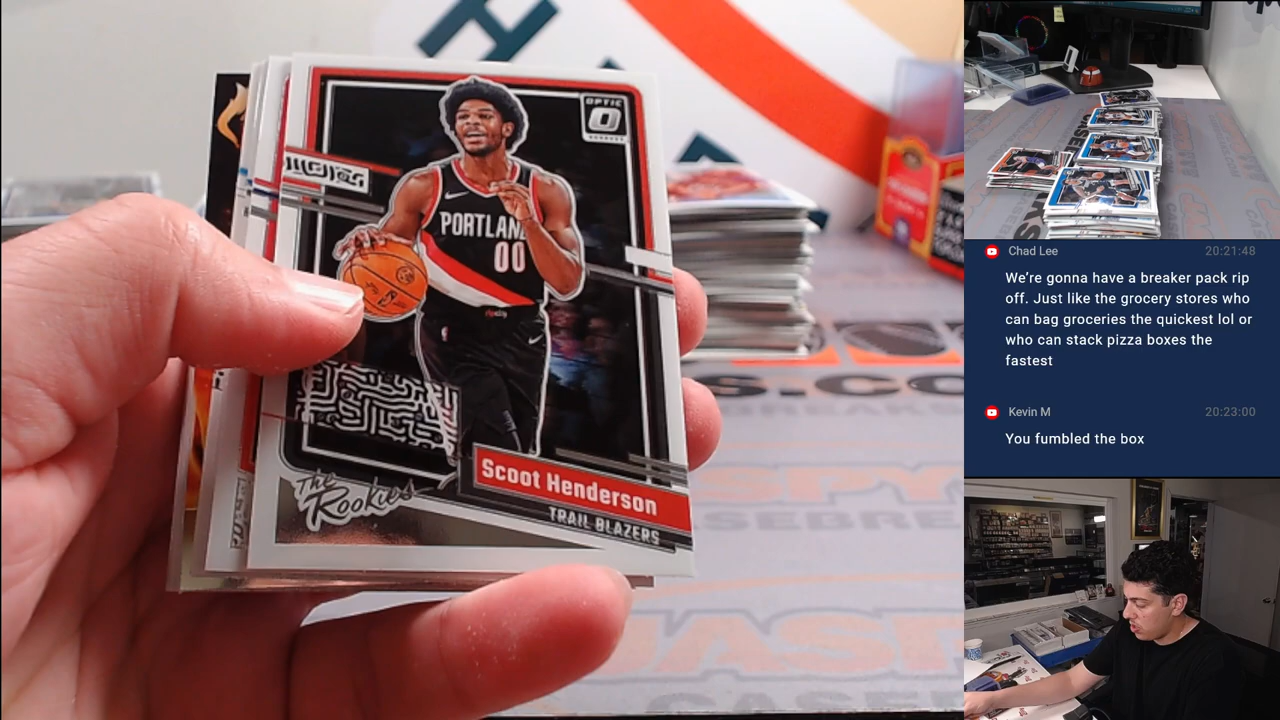 OPTIC
PORTLAND
00
The
Rookies
Scoot Henderson
TRAIL BLAZERS
Chad Lee
20:21:48
We’re gonna have a breaker pack rip
off. Just like the grocery stores who
can bag groceries the quickest lol or
who can stack pizza boxes the
fastest
Kevin M
20:23:00
You fumbled the box